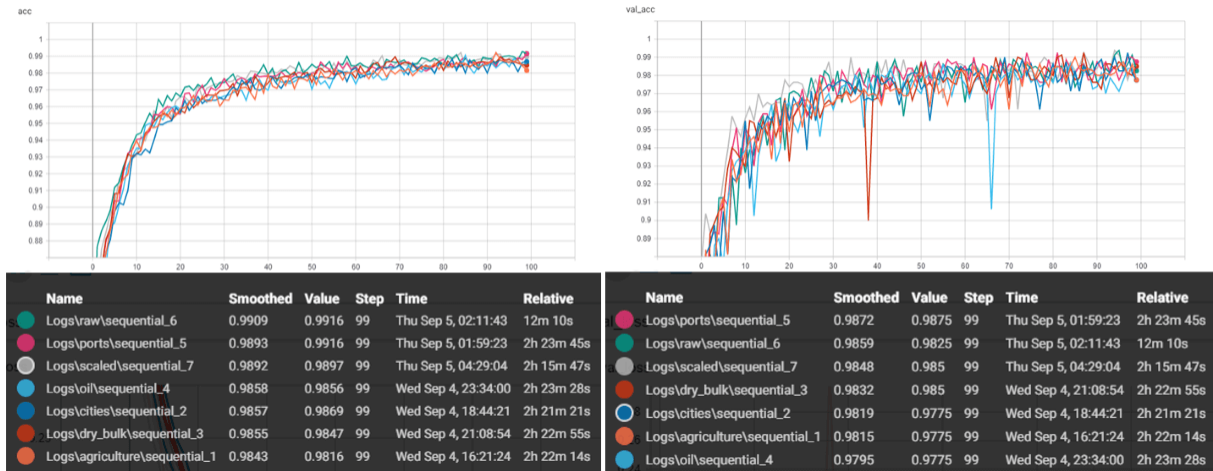 acc
1
0.99
0.98
0.97
0.96
0.95
0.94
0.93
0.92
0.91
0.9
0.89
0.88
0 10 20 30 40 50 60 70 80 90 100
Name Smoothed Value Step Time Relative
Logs\raw\sequential_6 0.9909 0.9916 99 Thu Sep 5, 02:11:43 12m 10s
Logs\ports\sequential_5 0.9893 0.9916 99 Thu Sep 5, 01:59:23 2h 23m 45s
Logs\scaled\sequential_7 0.9892 0.9897 99 Thu Sep 5, 04:29:04 2h 15m 47s
Logs\oil\sequential_4 0.9858 0.9856 99 Wed Sep 4, 23:34:00 2h 23m 28s
Logs\cities\sequential_2 0.9857 0.9869 99 Wed Sep 4, 18:44:21 2h 21m 21s
Logs\dry_bulk\sequential_3 0.9855 0.9847 99 Wed Sep 4, 21:08:54 2h 22m 55s
Logs\agriculture\sequential_1 0.9843 0.9816 99 Wed Sep 4, 16:21:24 2h 22m 14s
val_acc
1
0.99
0.98
0.97
0.96
0.95
0.94
0.93
0.92
0.91
0.9
0.89
0 10 20 30 40 50 60 70 80 90 100
Name Smoothed Value Step Time Relative
Logs\ports\sequential_5 0.9872 0.9875 99 Thu Sep 5, 01:59:23 2h 23m 45s
Logs\raw\sequential_6 0.9859 0.9825 99 Thu Sep 5, 02:11:43 12m 10s
Logs\scaled\sequential_7 0.9848 0.985 99 Thu Sep 5, 04:29:04 2h 15m 47s
Logs\dry_bulk\sequential_3 0.9832 0.985 99 Wed Sep 4, 21:08:54 2h 22m 55s
Logs\cities\sequential_2 0.9819 0.9775 99 Wed Sep 4, 18:44:21 2h 21m 21s
Logs\agriculture\sequential_1 0.9815 0.9775 99 Wed Sep 4, 16:21:24 2h 22m 14s
Logs\oil\sequential_4 0.9795 0.9775 99 Wed Sep 4, 23:34:00 2h 23m 28s